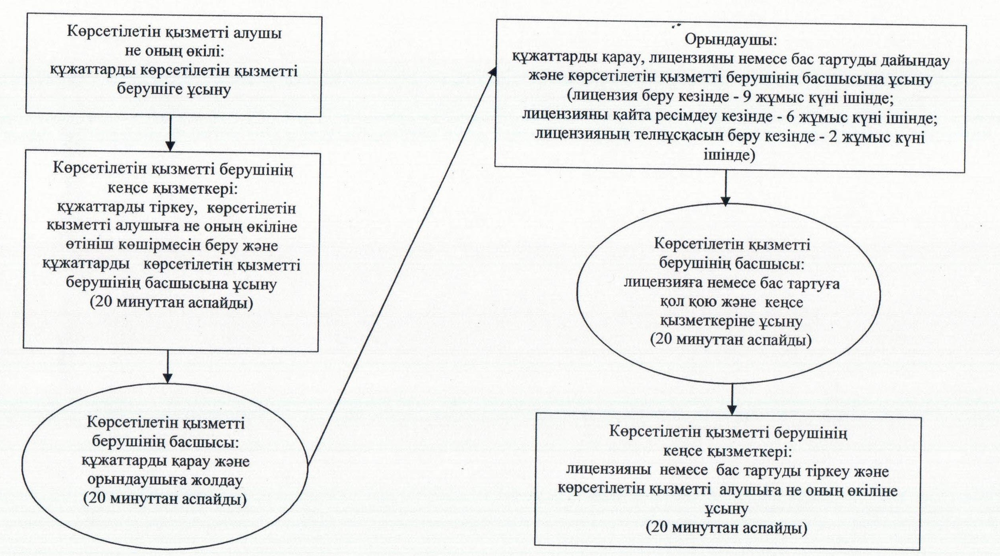 Көрсетілетін қызметті алушы
не оның өкілі:
құжаттарды көрсетілетін қызметті
берушіге ұсыну
Көрсетілетін қызметті берушінің
кеңсе қызметкері:
құжаттарды тіркеу, көрсетілетін
қызметті алушыға не оның өкіліне
өтініш көшірмесін беру және
құжаттарды көрсетілетін қызметті
берушінің басшысына ұсыну
(20 минуттан аспайды)
Көрсетілетін қызметті
берушінің басшысы:
құжаттарды қарау және
орындаушыға жолдау
(20 минуттан аспайды)
Орындаушы:
құжаттарды қарау, лицензияны немесе бас тартуды дайындау
және көрсетілетін қызметті берушінің басшысына ұсыну
(лицензия беру кезінде - 9 жұмыс күні ішінде;
лицензияны қайта ресімдеу кезінде - 6 жұмыс күні ішінде;
лицензияның телнұсқасын беру кезінде - 2 жұмыс күні
ішінде)
Көрсетілетін қызметті
берушінің басшысы:
лицензияға немесе бас тартуға
қол қою және кеңсе
қызметкеріне ұсыну
(20 минуттан аспайды)
Көрсетілетін қызметті берушінің
кеңсе қызметкері:
лицензияны немесе бас тартуды тіркеу және
көрсетілетін қызметті алушыға не оның өкіліне
ұсыну
(20 минуттан аспайды)